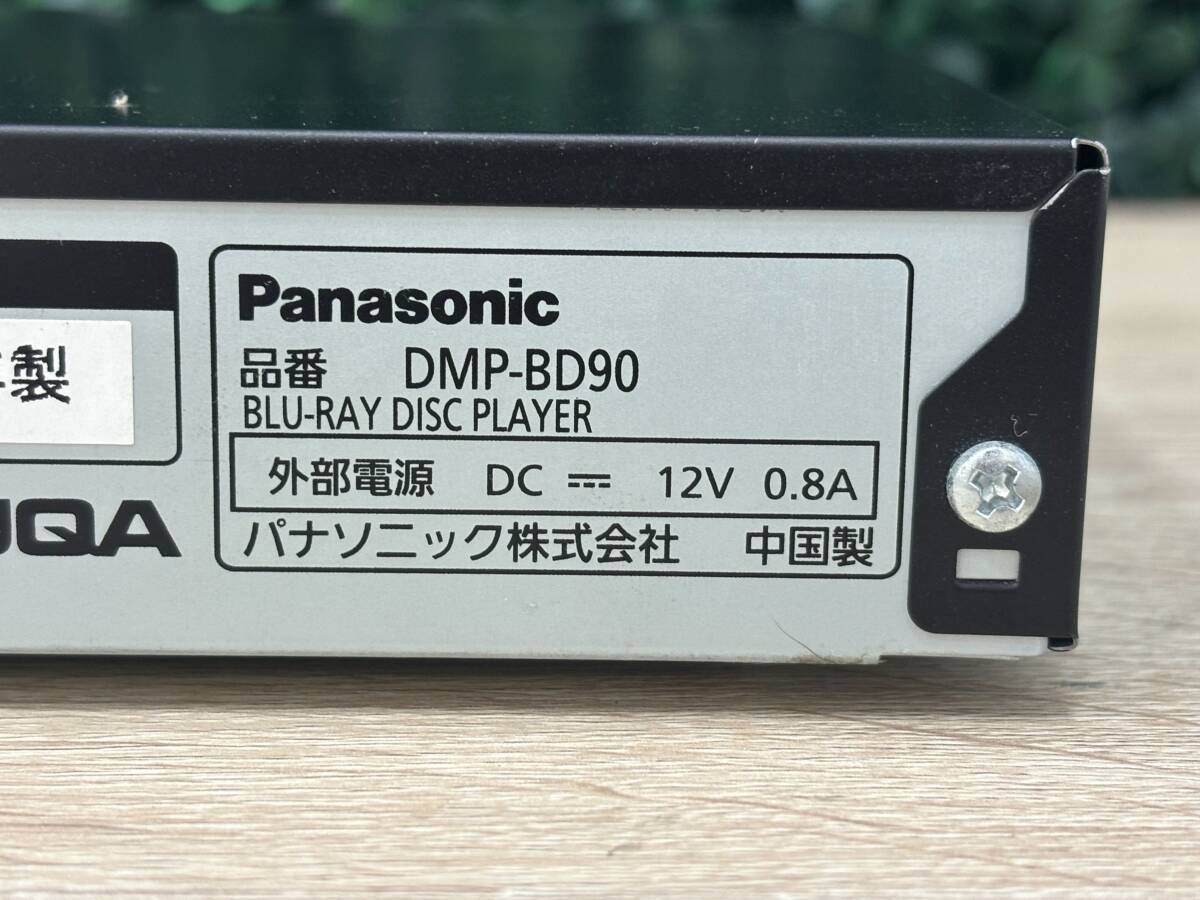 Panasonic
品番 DMP-BD90
BLU-RAY DISC PLAYER
外部電源 DC ⎓ 12V 0.8A
パナソニック株式会社 中国製
製
QA